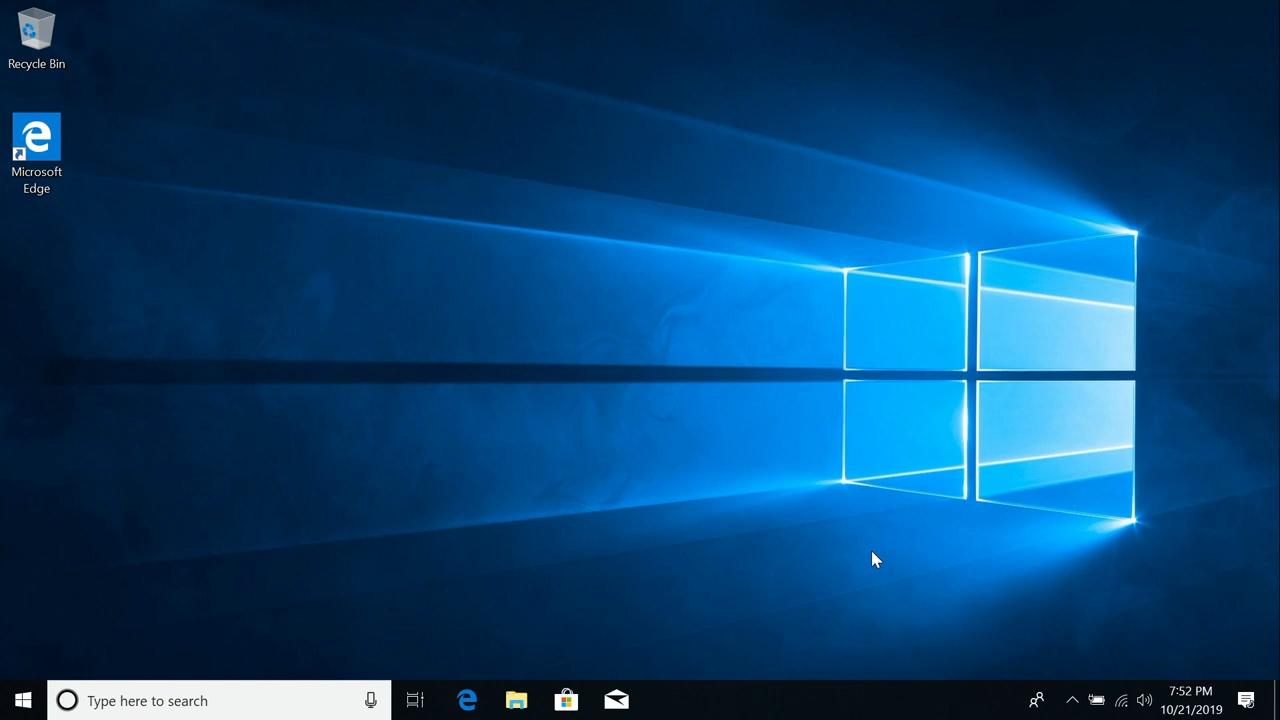 Recycle Bin
Microsoft
Edge
Type here to search
7:52 PM
10/21/2019